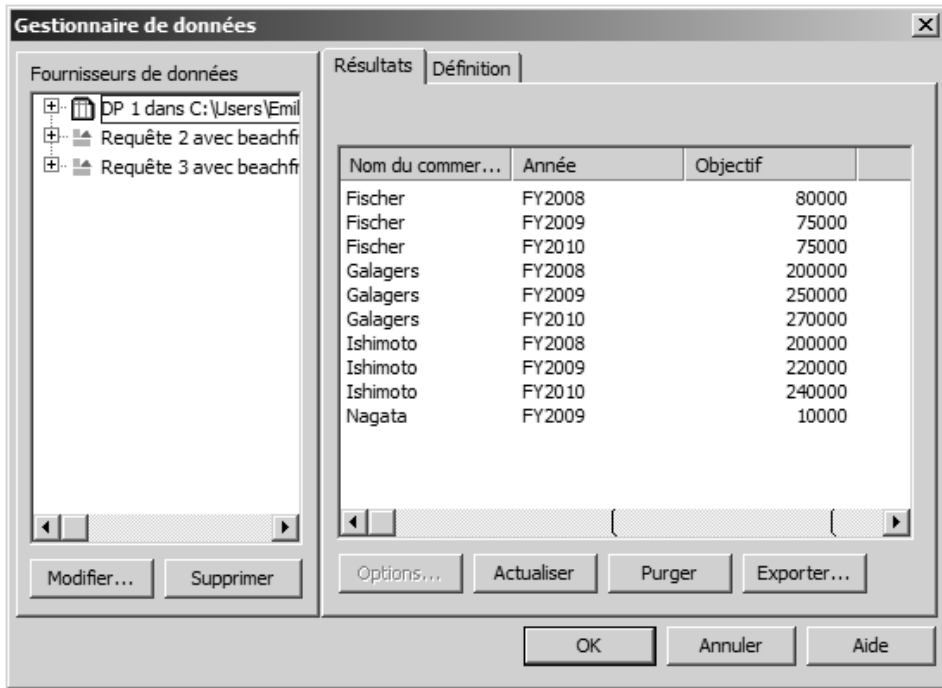 Gestionnaire de données
Fournisseurs de données
DP 1 dans C:\Users\Emil
Requête 2 avec beachfr
Requête 3 avec beachfr
Modifier...
Supprimer
Résultats
Définition
Nom du commer... Année Objectif
Fischer FY2008 80000
Fischer FY2009 75000
Fischer FY2010 75000
Galagers FY2008 200000
Galagers FY2009 250000
Galagers FY2010 270000
Ishimoto FY2008 200000
Ishimoto FY2009 220000
Ishimoto FY2010 240000
Nagata FY2009 10000
Options...
Actualiser
Purger
Exporter...
OK
Annuler
Aide